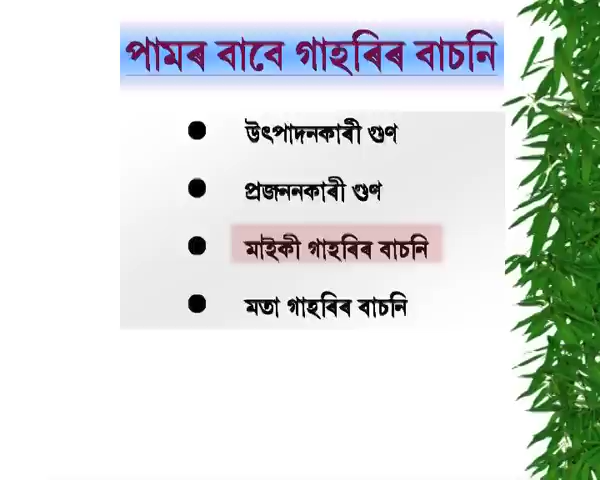 পামৰ বাবে গাহৰিৰ বাচনি
উৎপাদনকাৰী গুণ
প্ৰজননকাৰী গুণ
মাইকী গাহৰিৰ বাচনি
মতা গাহৰিৰ বাচনি